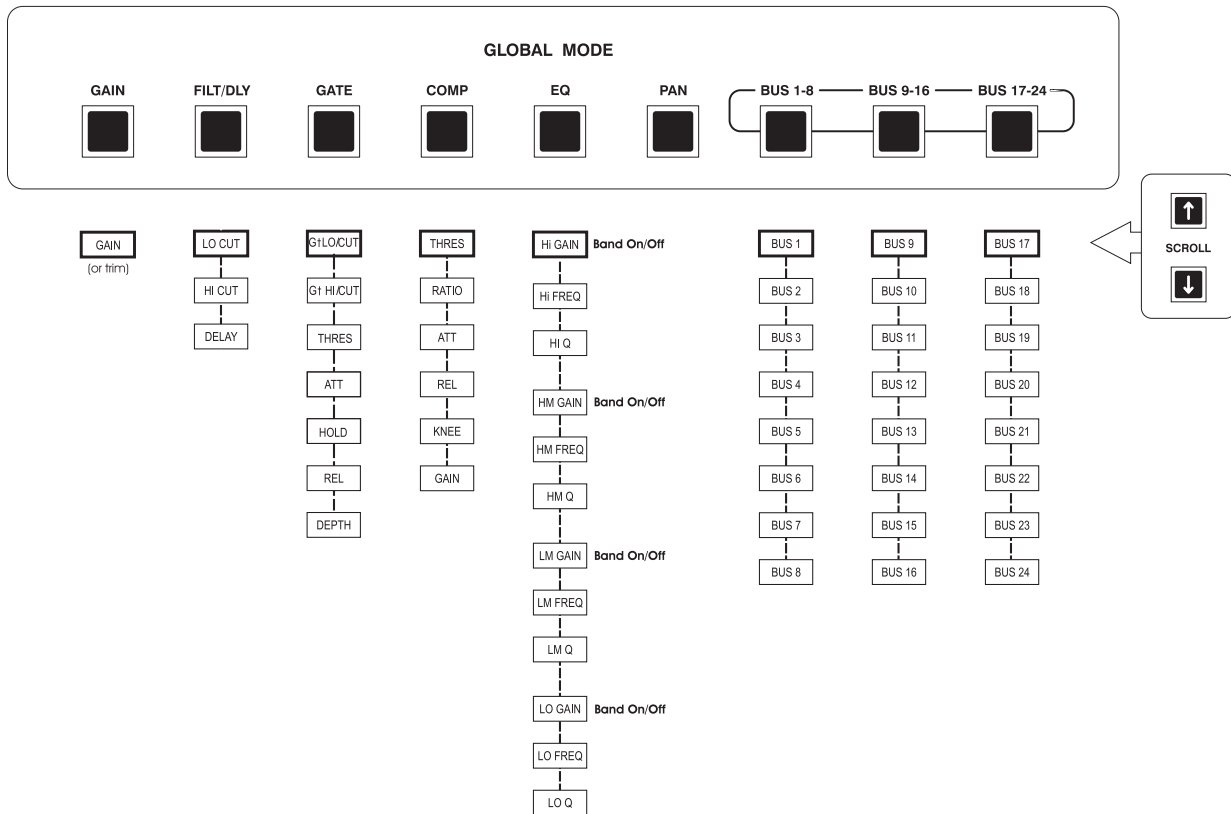 GLOBAL MODE
GAIN FILT/DLY GATE COMP EQ PAN BUS 1-8 BUS 9-16 BUS 17-24
SCROLL
GAIN
(or trim)
LO CUT
HI CUT
DELAY
G†LO/CUT
G† HI/CUT
THRES
ATT
HOLD
REL
DEPTH
THRES
RATIO
ATT
REL
KNEE
GAIN
Hi GAIN Band On/Off
Hi FREQ
HI Q
HM GAIN Band On/Off
HM FREQ
HM Q
LM GAIN Band On/Off
LM FREQ
LM Q
LO GAIN Band On/Off
LO FREQ
LO Q
BUS 1
BUS 2
BUS 3
BUS 4
BUS 5
BUS 6
BUS 7
BUS 8
BUS 9
BUS 10
BUS 11
BUS 12
BUS 13
BUS 14
BUS 15
BUS 16
BUS 17
BUS 18
BUS 19
BUS 20
BUS 21
BUS 22
BUS 23
BUS 24